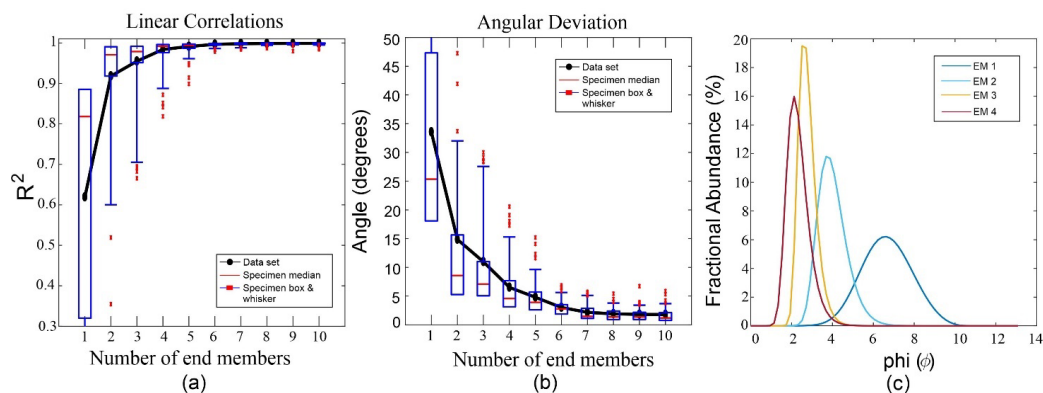 Linear Correlations
1
0.9
0.8
0.7
0.6
0.5
0.4
0.3
R²
Data set
Specimen median
Specimen box &
whisker
1 2 3 4 5 6 7 8 9 10
Number of end members
(a)
Angular Deviation
50
45
40
35
30
25
20
15
10
5
0
Angle (degrees)
Data set
Specimen median
Specimen box &
whisker
1 2 3 4 5 6 7 8 9 10
Number of end members
(b)
20
18
16
14
12
10
8
6
4
2
0
Fractional Abundance (%)
EM 1
EM 2
EM 3
EM 4
0 2 4 6 8 10 12 14
phi (ϕ)
(c)